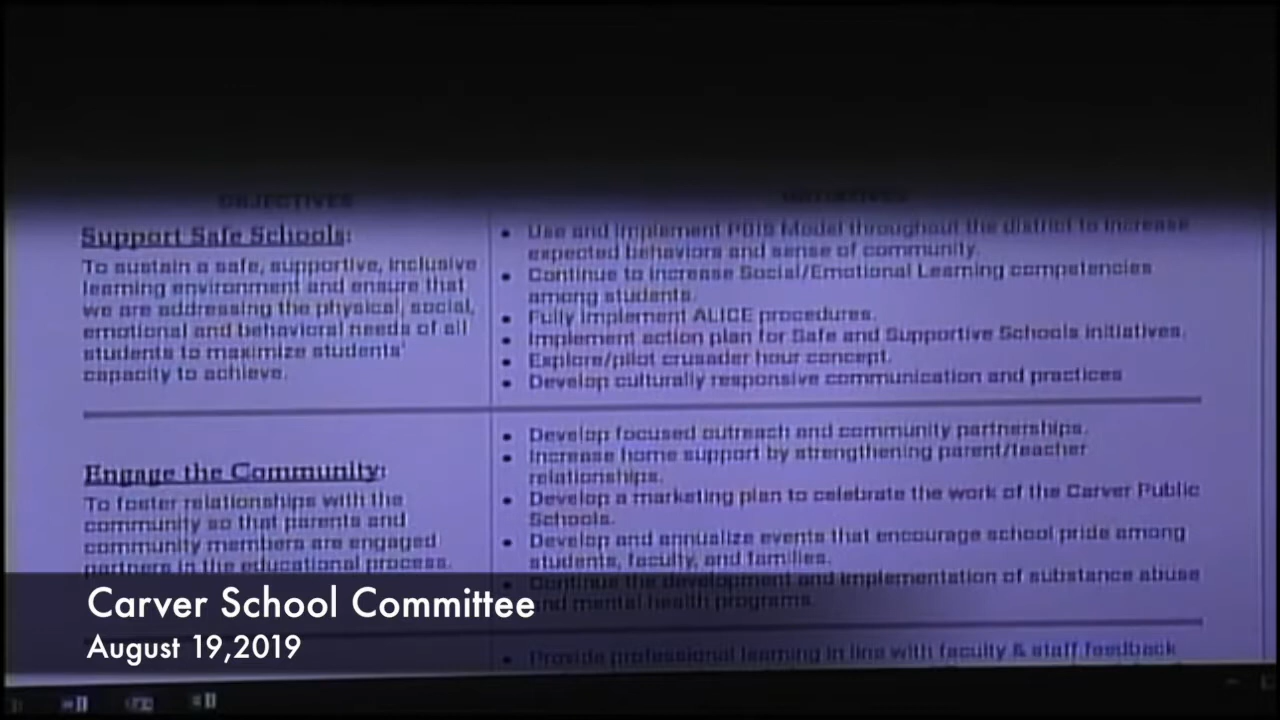 OBJECTIVES
INITIATIVES
Support Safe Schools:
To sustain a safe, supportive, inclusive
learning environment and ensure that
we are addressing the physical, social,
emotional and behavioral needs of all
students to maximize students'
capacity to achieve.
• Use and implement PBIS Model throughout the district to increase
expected behaviors and sense of community.
• Continue to increase Social/Emotional Learning competencies
among students.
• Fully implement ALICE procedures.
• Implement action plan for Safe and Supportive Schools initiatives.
• Explore/pilot crusader hour concept.
• Develop culturally responsive communication and practices
Engage the Community:
To foster relationships with the
community so that parents and
community members are engaged
partners in the educational process.
• Develop focused outreach and community partnerships.
• Increase home support by strengthening parent/teacher
relationships.
• Develop a marketing plan to celebrate the work of the Carver Public
Schools.
• Develop and annualize events that encourage school pride among
students, faculty, and families.
• Continue the development and implementation of substance abuse
and mental health programs.
• Provide professional learning in line with faculty & staff feedback
Carver School Committee
August 19,2019